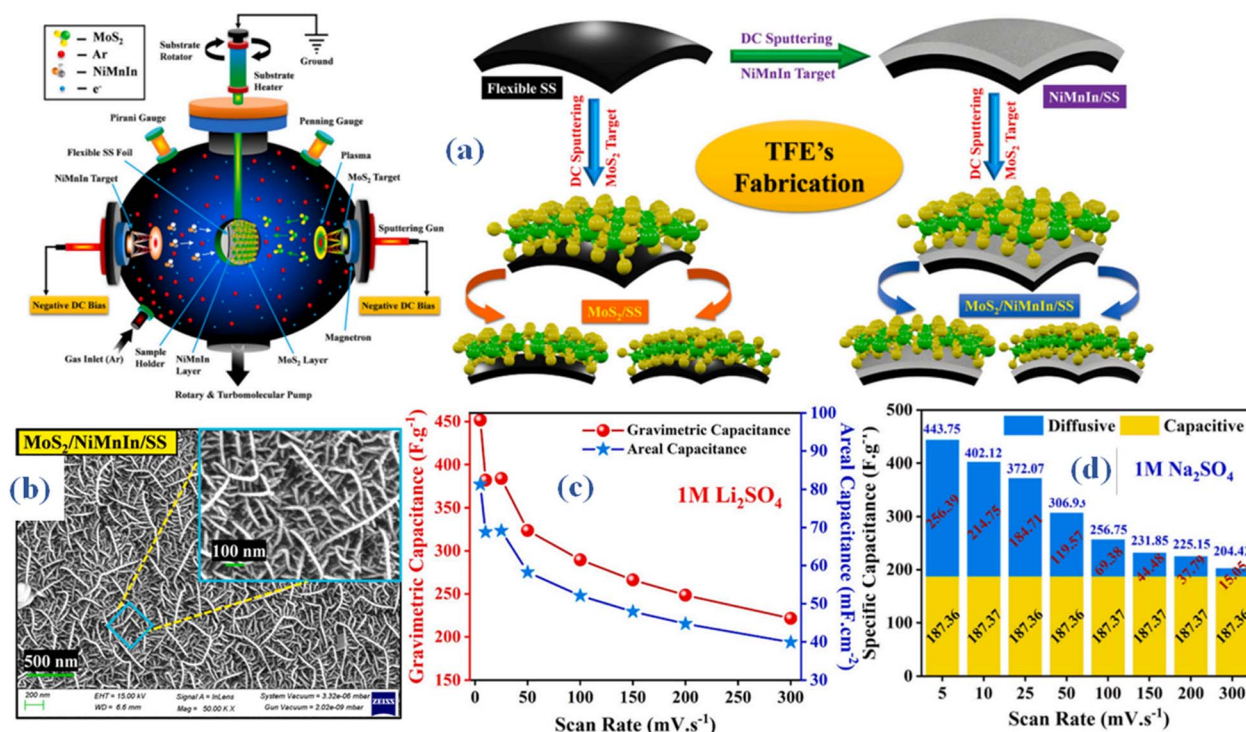 MoS2
Ar
NiMnIn
e-
Substrate
Rotator
Ground
Substrate
Heater
Pirani Gauge
Penning Gauge
Flexible SS Foil
Plasma
NiMnIn
Target
MoS2
Target
Sputtering Gun
Negative DC Bias
Negative DC Bias
Magnetron
Gas Inlet (Ar)
Sample
Holder
NiMnIn
Layer
MoS2 Layer
Rotary & Turbomolecular Pump
(a)
Flexible SS
DC Sputtering
NiMnIn Target
NiMnIn/SS
DC Sputtering
MoS2 Target
TFE's
Fabrication
DC Sputtering
MoS2 Target
MoS2/SS
MoS2/NiMnIn/SS
MoS2/NiMnIn/SS
(b)
100 nm
500 nm
200 nm
EHT = 15.00 kV
Signal A = InLens
System Vacuum = 3.32e-06 mbar
WD = 6.6 mm
Mag = 50.00 K X
Gun Vacuum = 2.02e-09 mbar
ZEISS
Gravimetric Capacitance (F.g-1)
450
400
350
300
250
200
150
Gravimetric Capacitance
Areal Capacitance
(c)
1M Li2SO4
100
90
80
70
60
50
40
30
Areal Capacitance (mF.cm-2)
0 50 100 150 200 250 300
Scan Rate (mV.s-1)
Specific Capacitance (F.g-1)
500
400
300
200
100
0
Diffusive
Capacitive
(d)
1M Na2SO4
443.75 402.12 372.07 306.93 256.75 231.85 225.15
256.39 214.75 184.71 119.57 69.38 44.48 37.79 15.05
187.36 187.37 187.36 187.36 187.37 187.37 187.36 187.36
5 10 25 50 100 150 200 300
Scan Rate (mV.s-1)